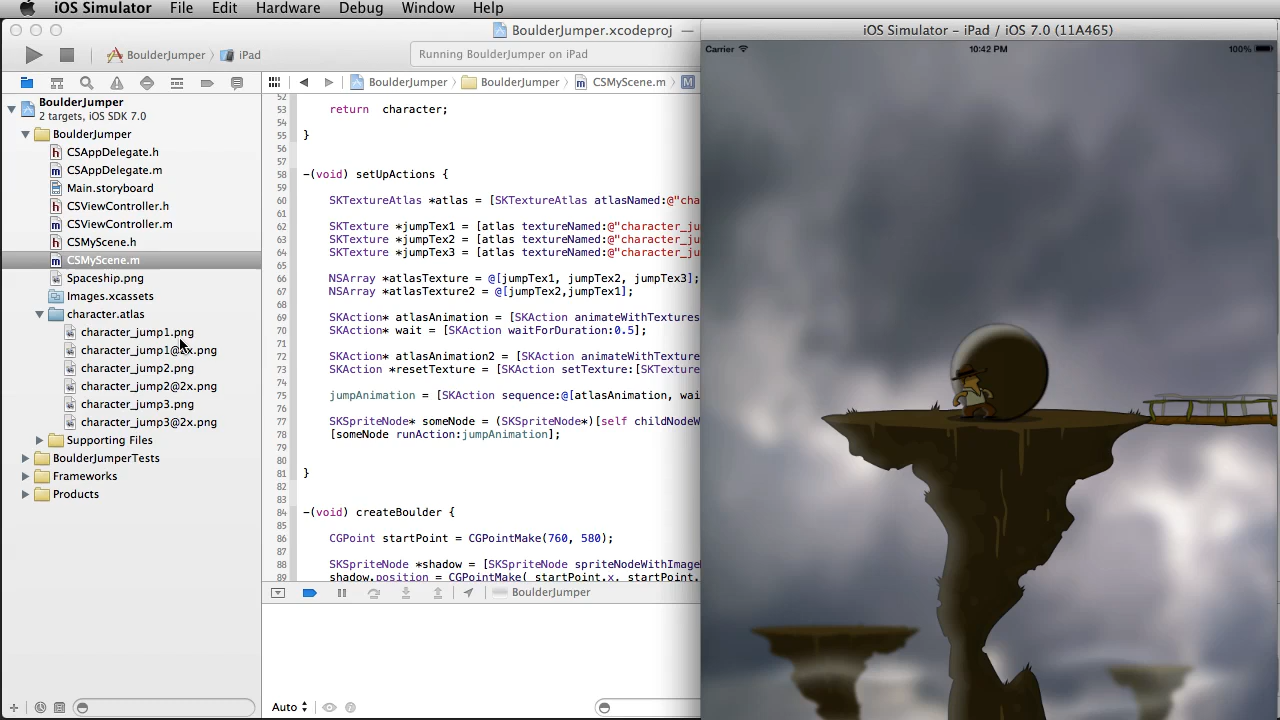 iOS Simulator File Edit Hardware Debug Window Help
BoulderJumper.xcodeproj —
BoulderJumper iPad
Running BoulderJumper on iPad
BoulderJumper
2 targets, iOS SDK 7.0
BoulderJumper
CSAppDelegate.h
CSAppDelegate.m
Main.storyboard
CSViewController.h
CSViewController.m
CSMyScene.h
CSMyScene.m
Spaceship.png
Images.xcassets
character.atlas
character_jump1.png
character_jump1@2x.png
character_jump2.png
character_jump2@2x.png
character_jump3.png
character_jump3@2x.png
Supporting Files
BoulderJumperTests
Frameworks
Products
BoulderJumper BoulderJumper CSMyScene.m M
52
53 return character;
54
55 }
56
57
58 -(void) setUpActions {
59
60 SKTextureAtlas *atlas = [SKTextureAtlas atlasNamed:@"cha
61
62 SKTexture *jumpTex1 = [atlas textureNamed:@"character_ju
63 SKTexture *jumpTex2 = [atlas textureNamed:@"character_ju
64 SKTexture *jumpTex3 = [atlas textureNamed:@"character_ju
65
66 NSArray *atlasTexture = @[jumpTex1, jumpTex2, jumpTex3];
67 NSArray *atlasTexture2 = @[jumpTex2,jumpTex1];
68
69 SKAction* atlasAnimation = [SKAction animateWithTextures
70 SKAction* wait = [SKAction waitForDuration:0.5];
71
72 SKAction* atlasAnimation2 = [SKAction animateWithTexture
73 SKAction *resetTexture = [SKAction setTexture:[SKTexture
74
75 jumpAnimation = [SKAction sequence:@[atlasAnimation, wai
76
77 SKSpriteNode* someNode = (SKSpriteNode*)[self childNodeW
78 [someNode runAction:jumpAnimation];
79
80
81 }
82
83
84 -(void) createBoulder {
85
86 CGPoint startPoint = CGPointMake(760, 580);
87
88 SKSpriteNode *shadow = [SKSpriteNode spriteNodeWithImage
89 shadow.position = CGPointMake( startPoint.x, startPoint.
BoulderJumper
Auto
iOS Simulator – iPad / iOS 7.0 (11A465)
Carrier 10:42 PM 100%